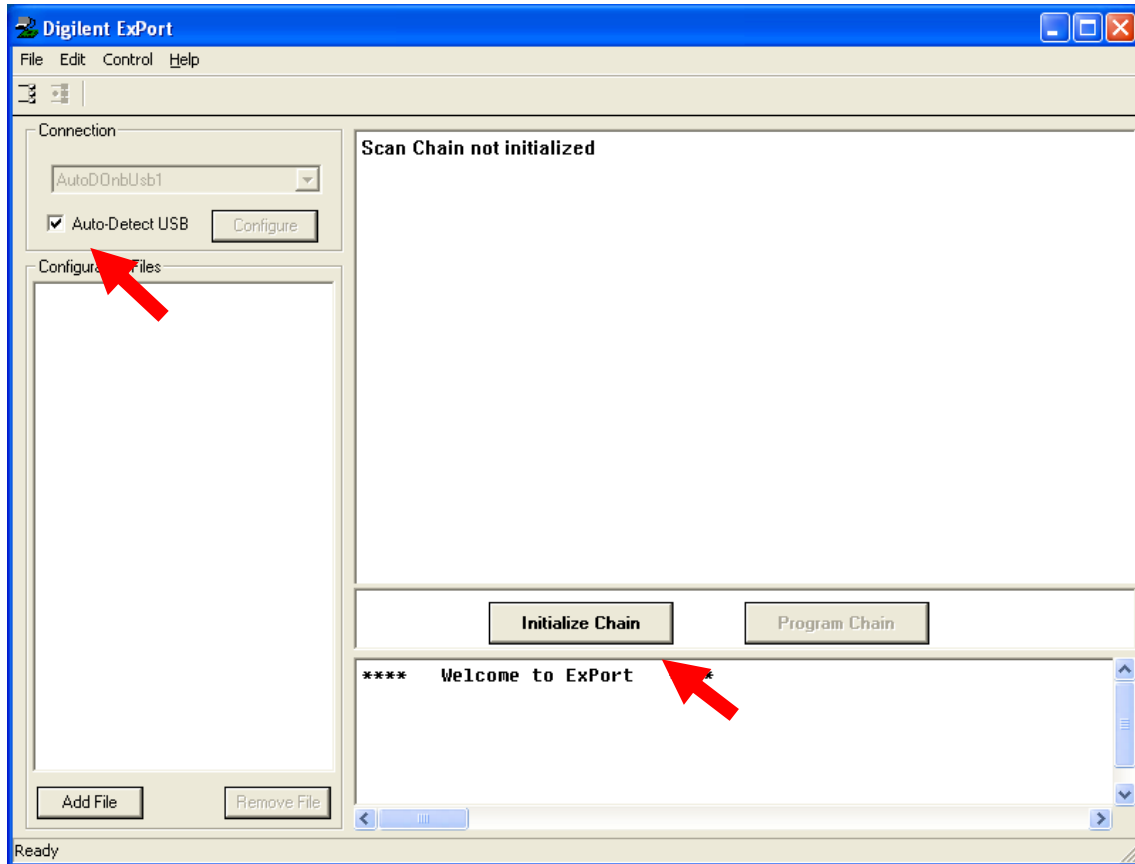 Digilent ExPort
File Edit Control Help
Connection
AutoDOnbUsb1
Auto-Detect USB
Configure
Files
Add File
Remove File
Scan Chain not initialized
Initialize Chain
Program Chain
**** Welcome to ExPort
Ready